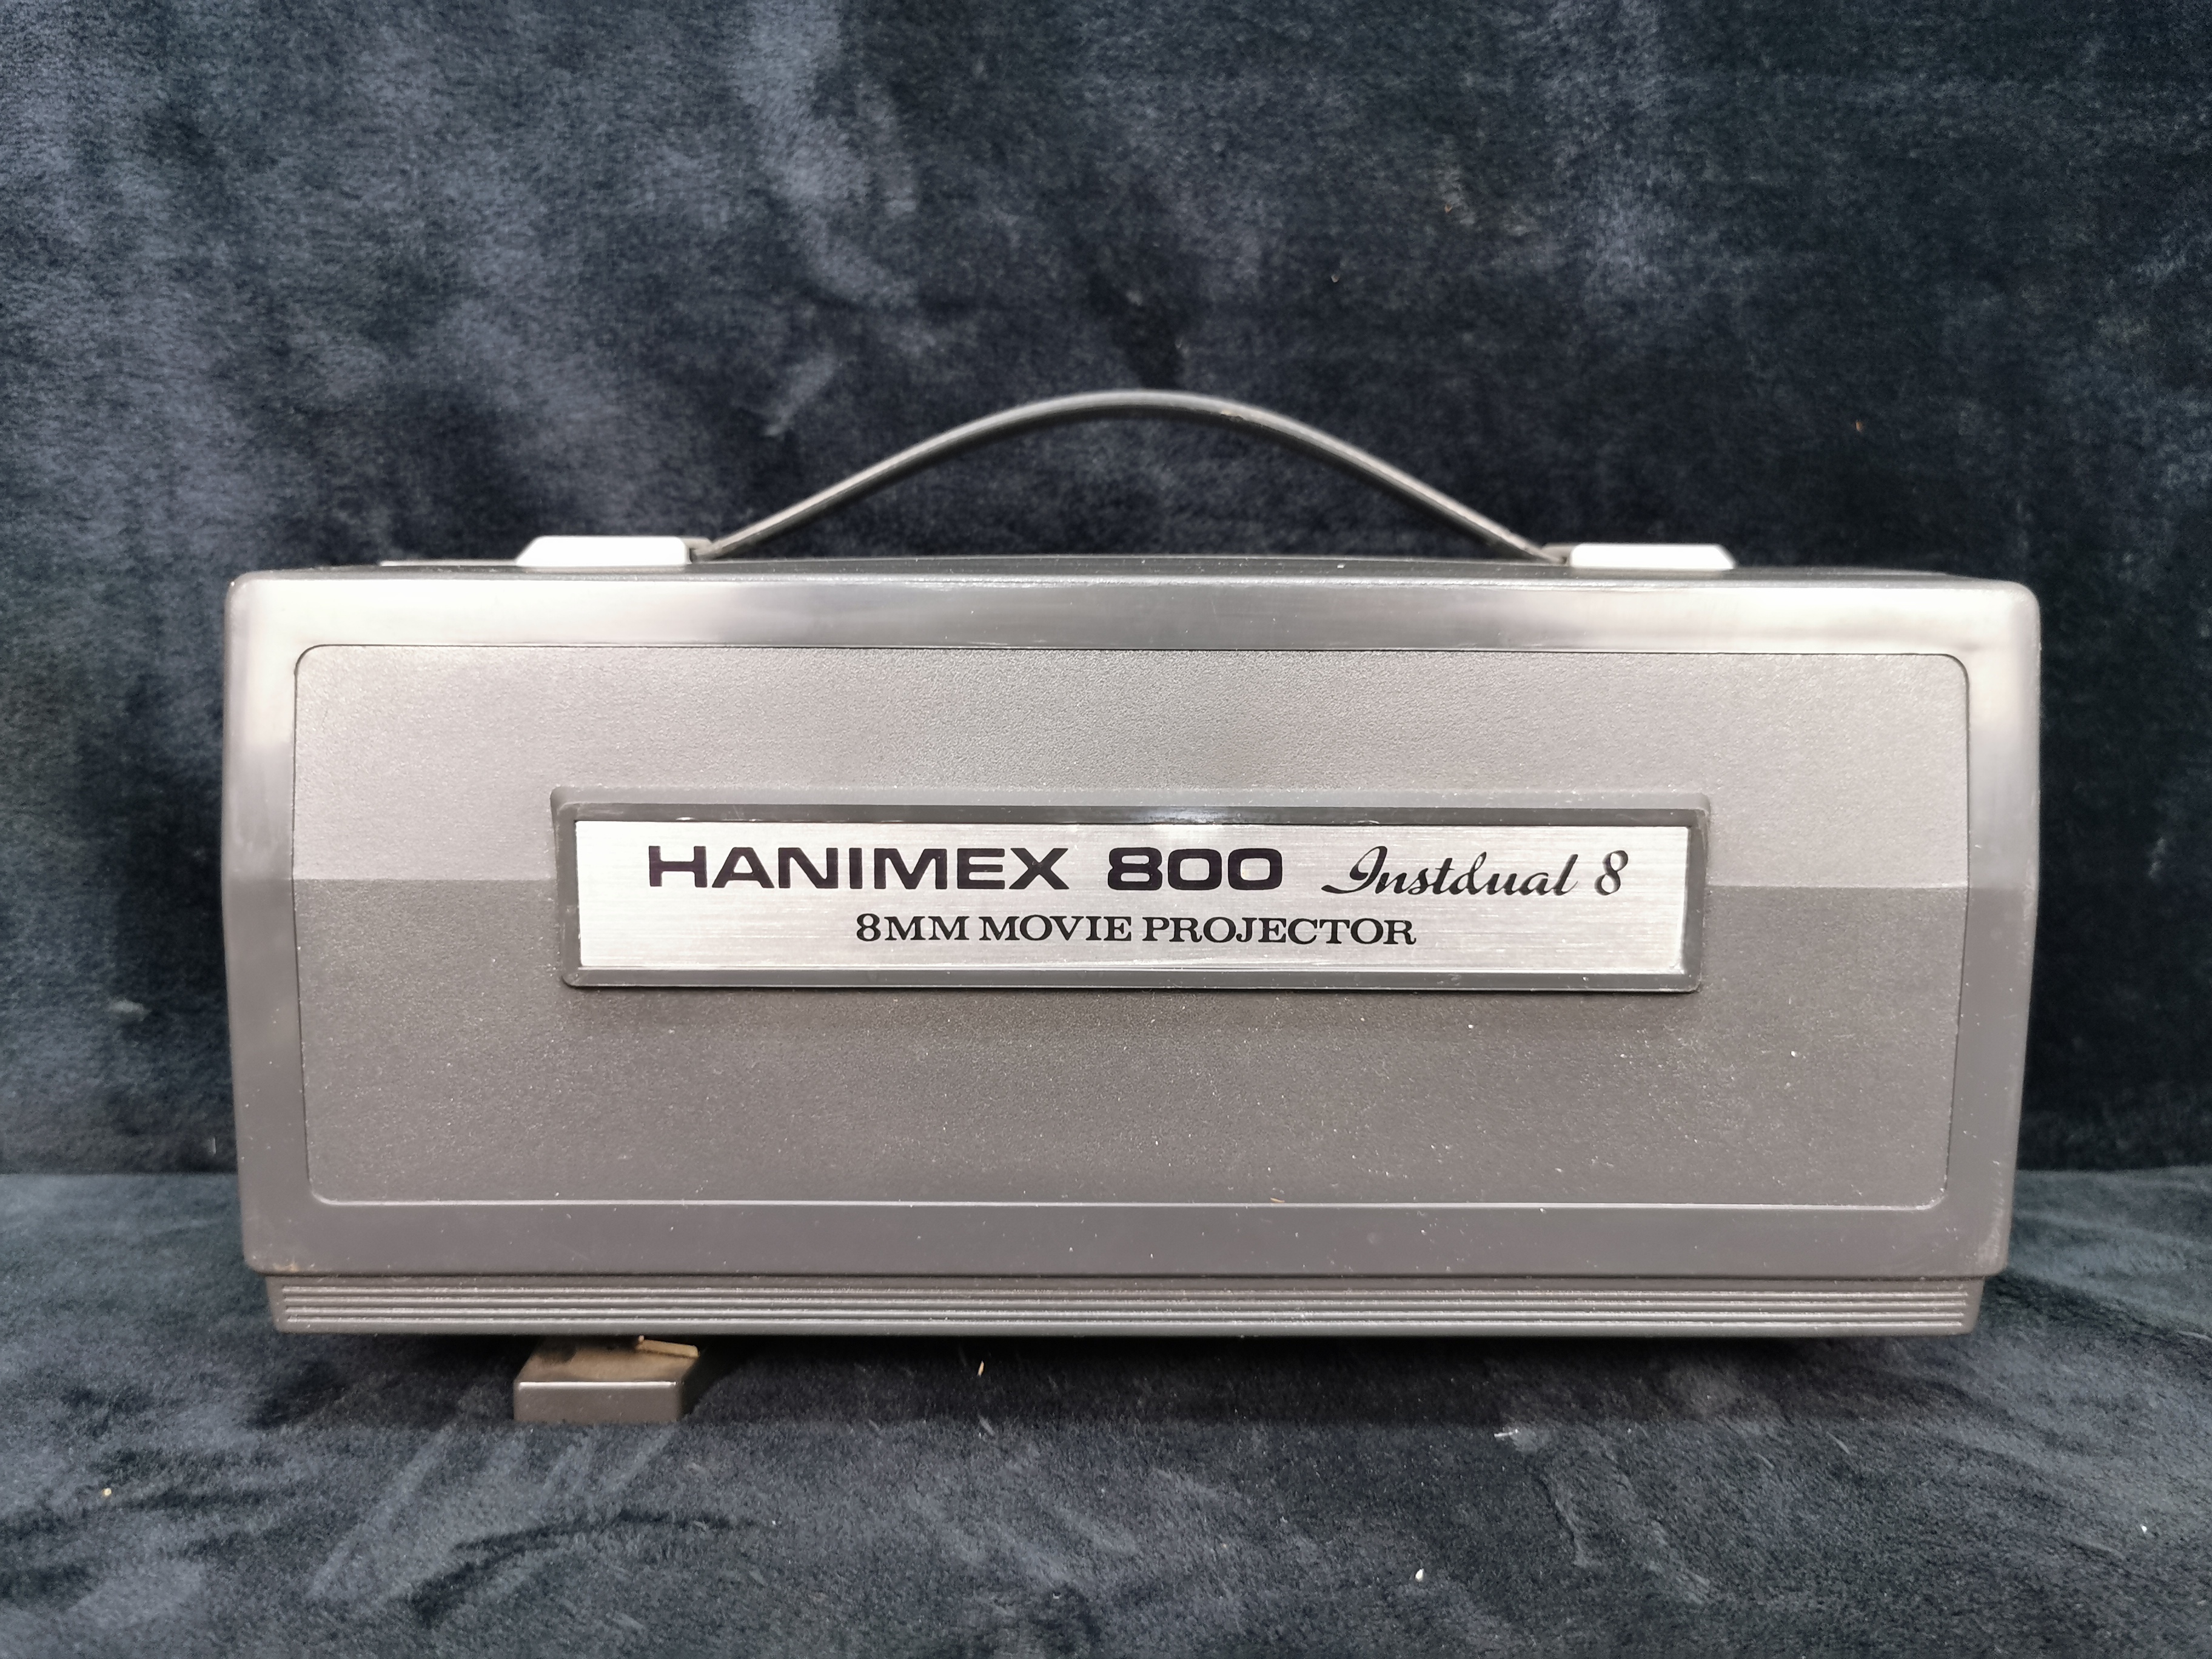 HANIMEX 800 Instdual 8
8MM MOVIE PROJECTOR